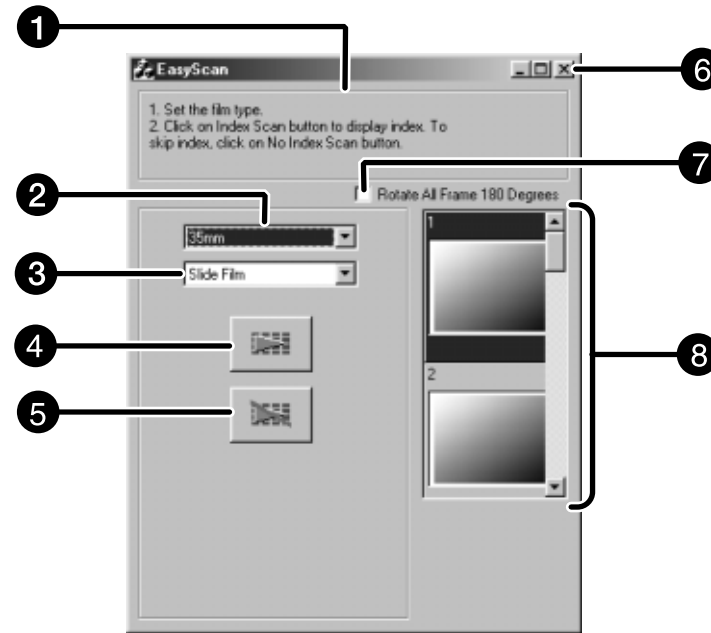 1
EasyScan
6
1. Set the film type.
2. Click on Index Scan button to display index. To
skip index, click on No Index Scan button.
7
Rotate All Frame 180 Degrees
2
35mm
1
3
Slide Film
4
8
2
5